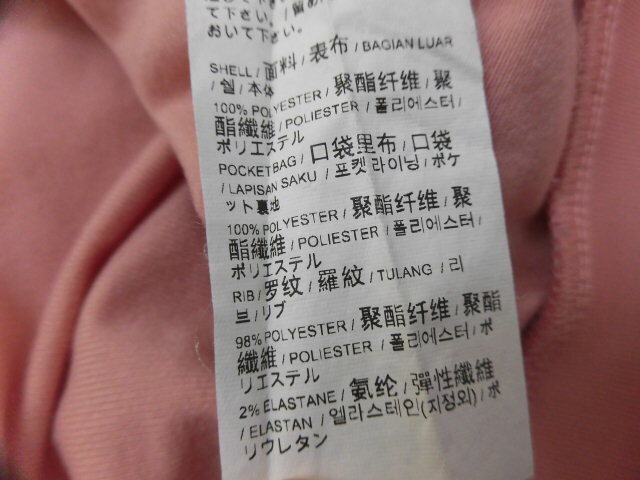 て下さい。/ 留め
おいて下さい。
SHELL / 面料 / 表布 / BAGIAN LUAR
/ 쉘 / 本体
100% POLYESTER / 聚酯纤维 / 聚
酯纖維 / POLIESTER / 폴리에스터 /
ポリエステル
POCKET BAG / 口袋里布 / 口袋
/ LAPISAN SAKU / 포켓 라이닝 / ポケ
ット裏地
100% POLYESTER / 聚酯纤维 / 聚
酯纖維 / POLIESTER / 폴리에스터 /
ポリエステル
RIB / 罗纹 / 羅紋 / TULANG / 리
브 / リブ
98% POLYESTER / 聚酯纤维 / 聚酯
纖維 / POLIESTER / 폴리에스터 / ポ
リエステル
2% ELASTANE / 氨纶 / 彈性纖維
/ ELASTAN / 엘라스테인(지정외) / ポ
リウレタン